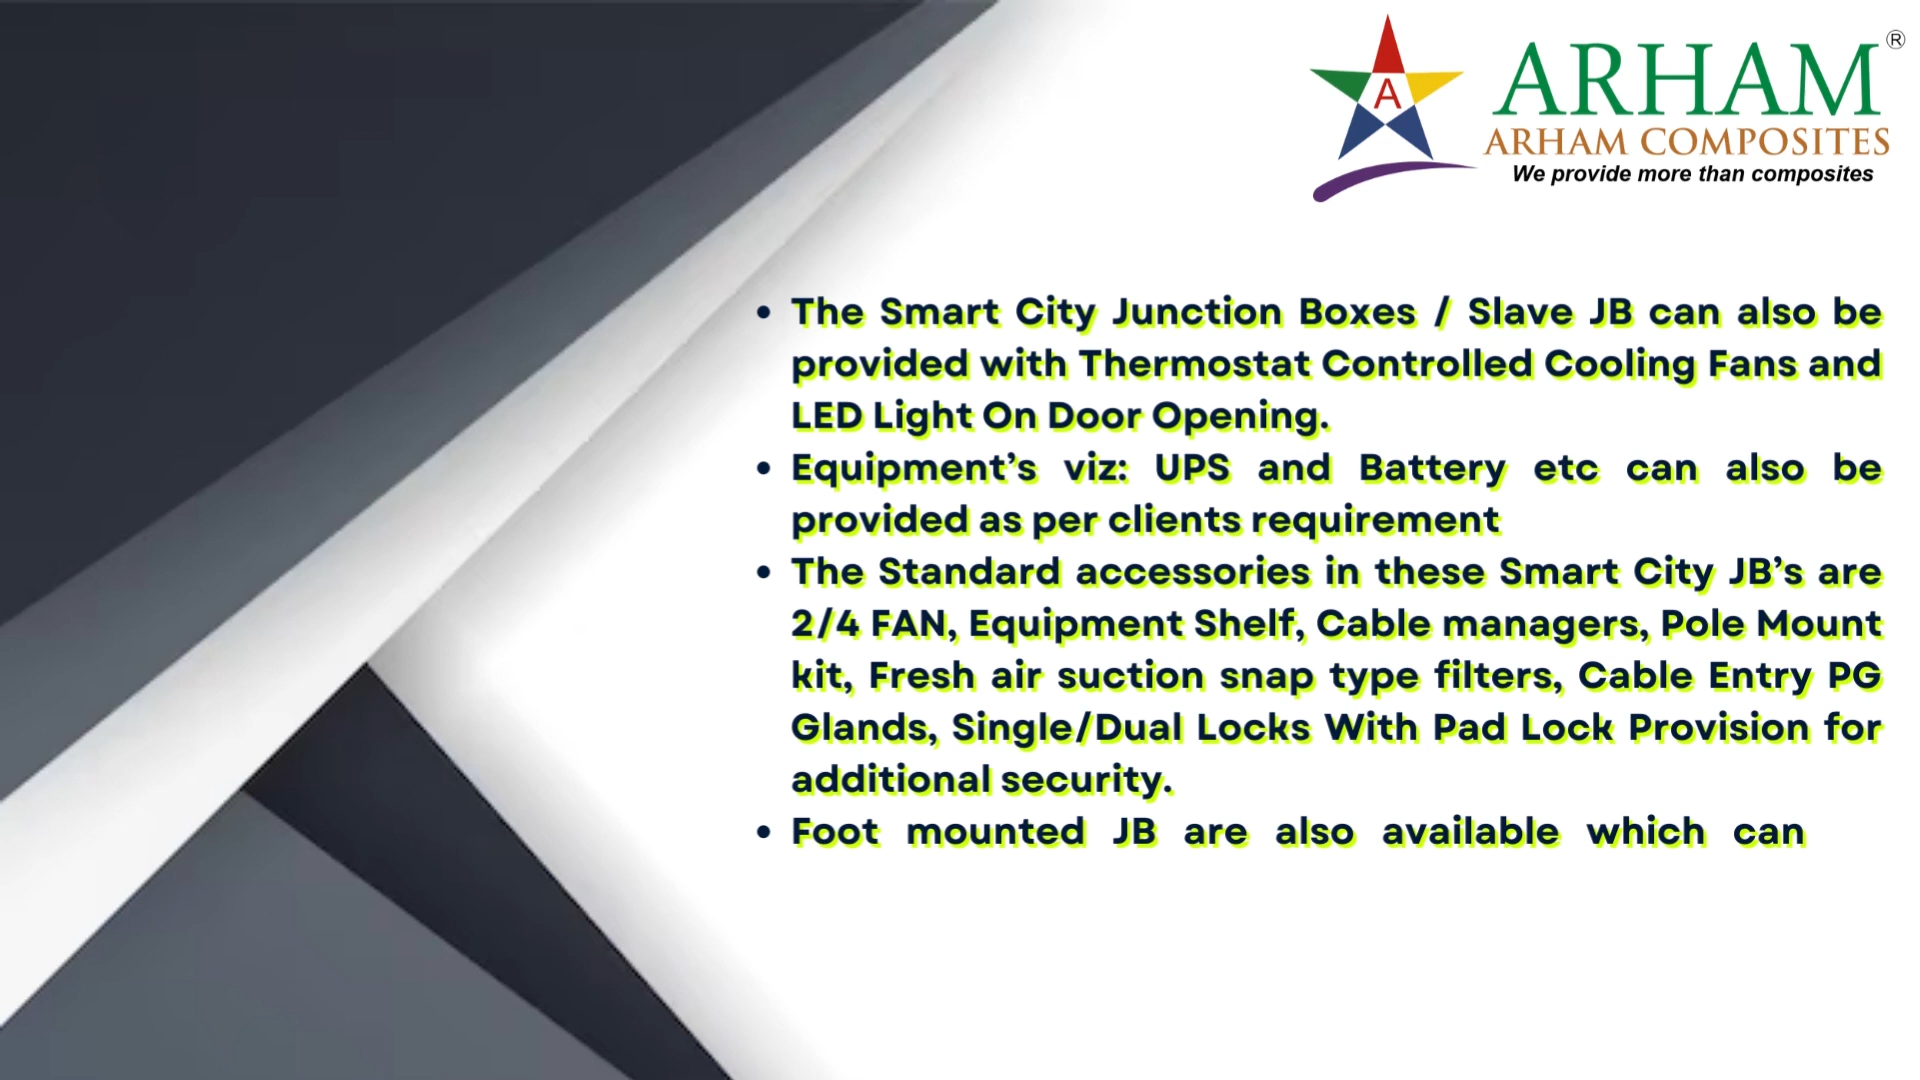 A
ARHAM®
ARHAM COMPOSITES
We provide more than composites
• The Smart City Junction Boxes / Slave JB can also be
provided with Thermostat Controlled Cooling Fans and
LED Light On Door Opening.
• Equipment’s viz: UPS and Battery etc can also be
provided as per clients requirement
• The Standard accessories in these Smart City JB’s are
2/4 FAN, Equipment Shelf, Cable managers, Pole Mount
kit, Fresh air suction snap type filters, Cable Entry PG
Glands, Single/Dual Locks With Pad Lock Provision for
additional security.
• Foot mounted JB are also available which can